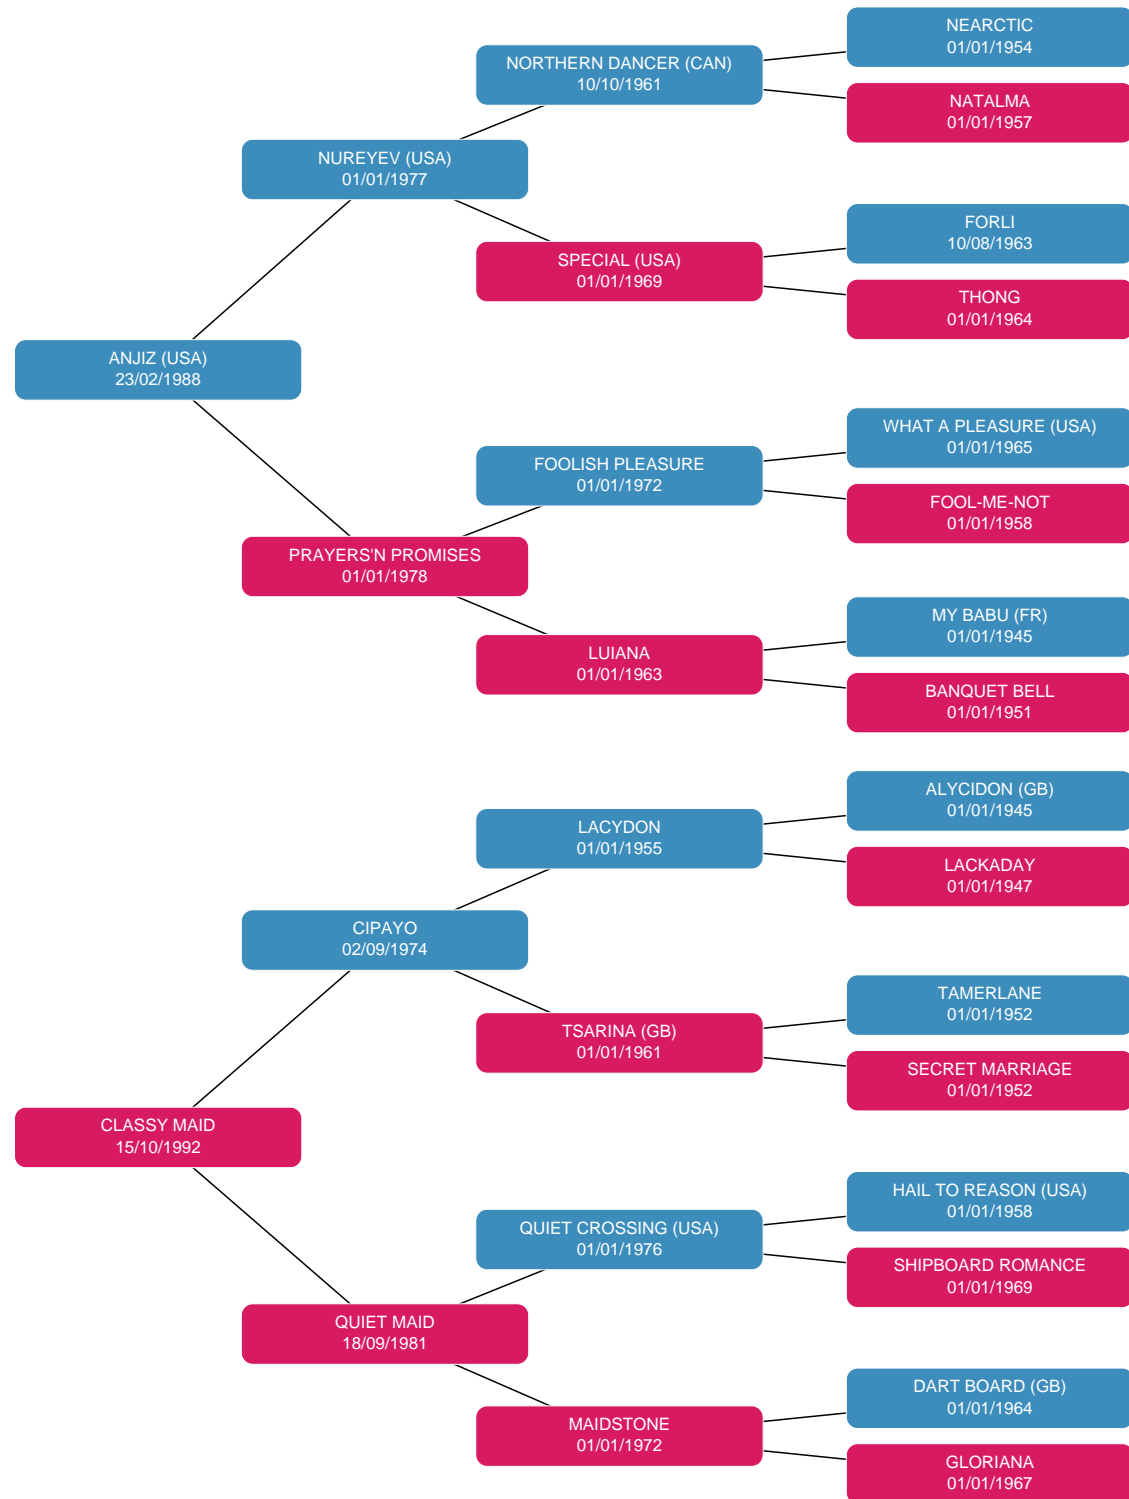 NEARCTIC
01/01/1954
NORTHERN DANCER (CAN)
10/10/1961
NATALMA
01/01/1957
NUREYEV (USA)
01/01/1977
FORLI
10/08/1963
SPECIAL (USA)
01/01/1969
THONG
01/01/1964
ANJIZ (USA)
23/02/1988
WHAT A PLEASURE (USA)
01/01/1965
FOOLISH PLEASURE
01/01/1972
FOOL-ME-NOT
01/01/1958
PRAYERS'N PROMISES
01/01/1978
MY BABU (FR)
01/01/1945
LUIANA
01/01/1963
BANQUET BELL
01/01/1951
ALYCIDON (GB)
01/01/1945
LACYDON
01/01/1955
LACKADAY
01/01/1947
CIPAYO
02/09/1974
TAMERLANE
01/01/1952
TSARINA (GB)
01/01/1961
SECRET MARRIAGE
01/01/1952
CLASSY MAID
15/10/1992
HAIL TO REASON (USA)
01/01/1958
QUIET CROSSING (USA)
01/01/1976
SHIPBOARD ROMANCE
01/01/1969
QUIET MAID
18/09/1981
DART BOARD (GB)
01/01/1964
MAIDSTONE
01/01/1972
GLORIANA
01/01/1967